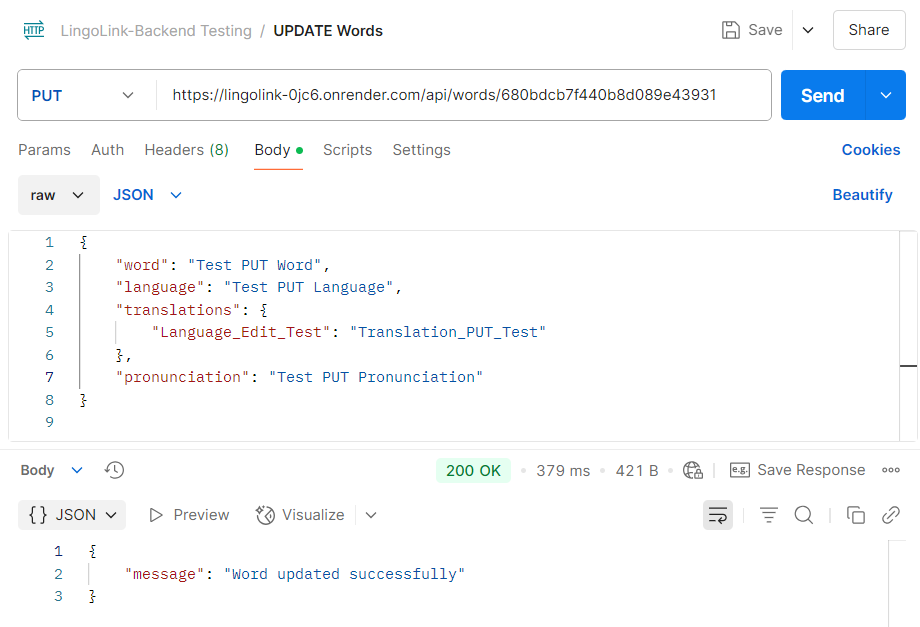 HTTP LingoLink-Backend Testing / UPDATE Words Save Share
PUT https://lingolink-0jc6.onrender.com/api/words/680bdcb7f440b8d089e43931 Send
Params Auth Headers (8) Body Scripts Settings Cookies
raw JSON Beautify
1 {
2 "word": "Test PUT Word",
3 "language": "Test PUT Language",
4 "translations": {
5 "Language_Edit_Test": "Translation_PUT_Test"
6 },
7 "pronunciation": "Test PUT Pronunciation"
8 }
9
Body 200 OK • 379 ms • 421 B • e.g. Save Response
{} JSON Preview Visualize
1 {
2 "message": "Word updated successfully"
3 }